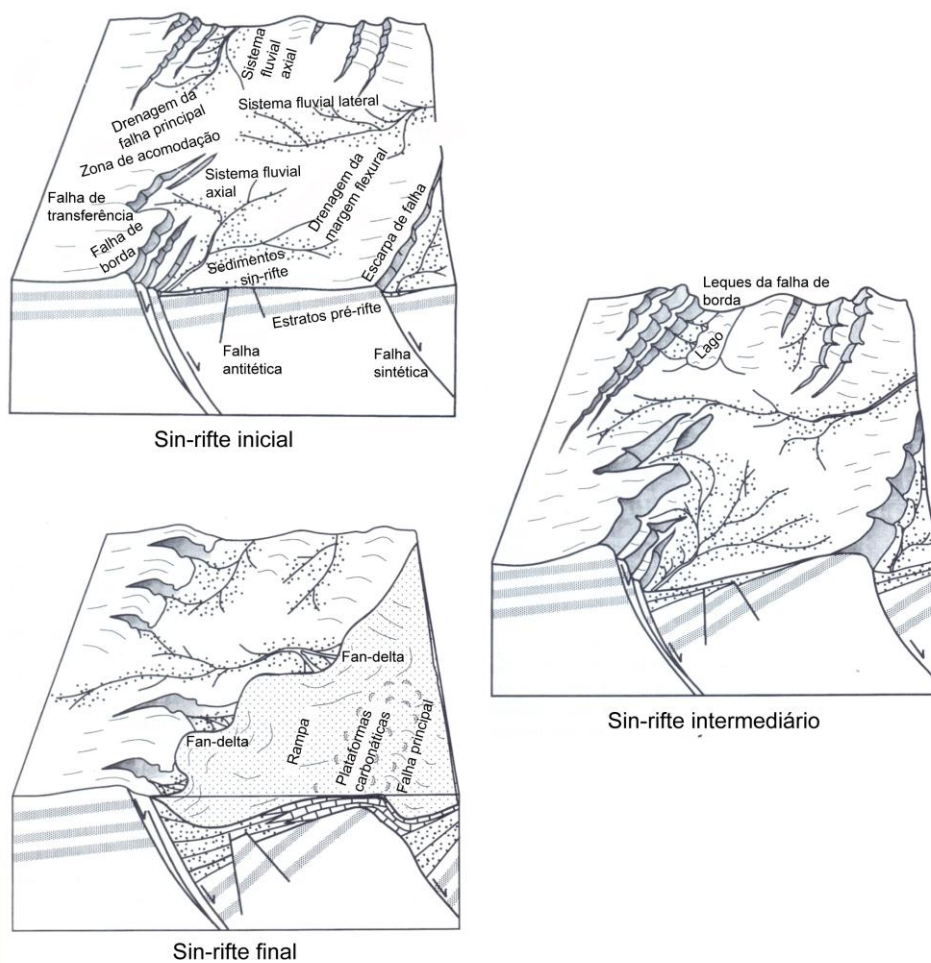 Sistema
fluvial
axial
Sistema fluvial lateral
Drenagem da
falha principal
Zona de acomodação
Sistema fluvial
axial
Drenagem da
margem flexural
Escarpa de falha
Falha de
transferência
Falha de
borda
Sedimentos
sin-rifte
Estratos pré-rifte
Falha
antitética
Falha
sintética
Sin-rifte inicial
Leques da falha de
borda
Lago
Sin-rifte intermediário
Fan-delta
Fan-delta
Rampa
Plataformas
carbonáticas
Falha principal
Sin-rifte final